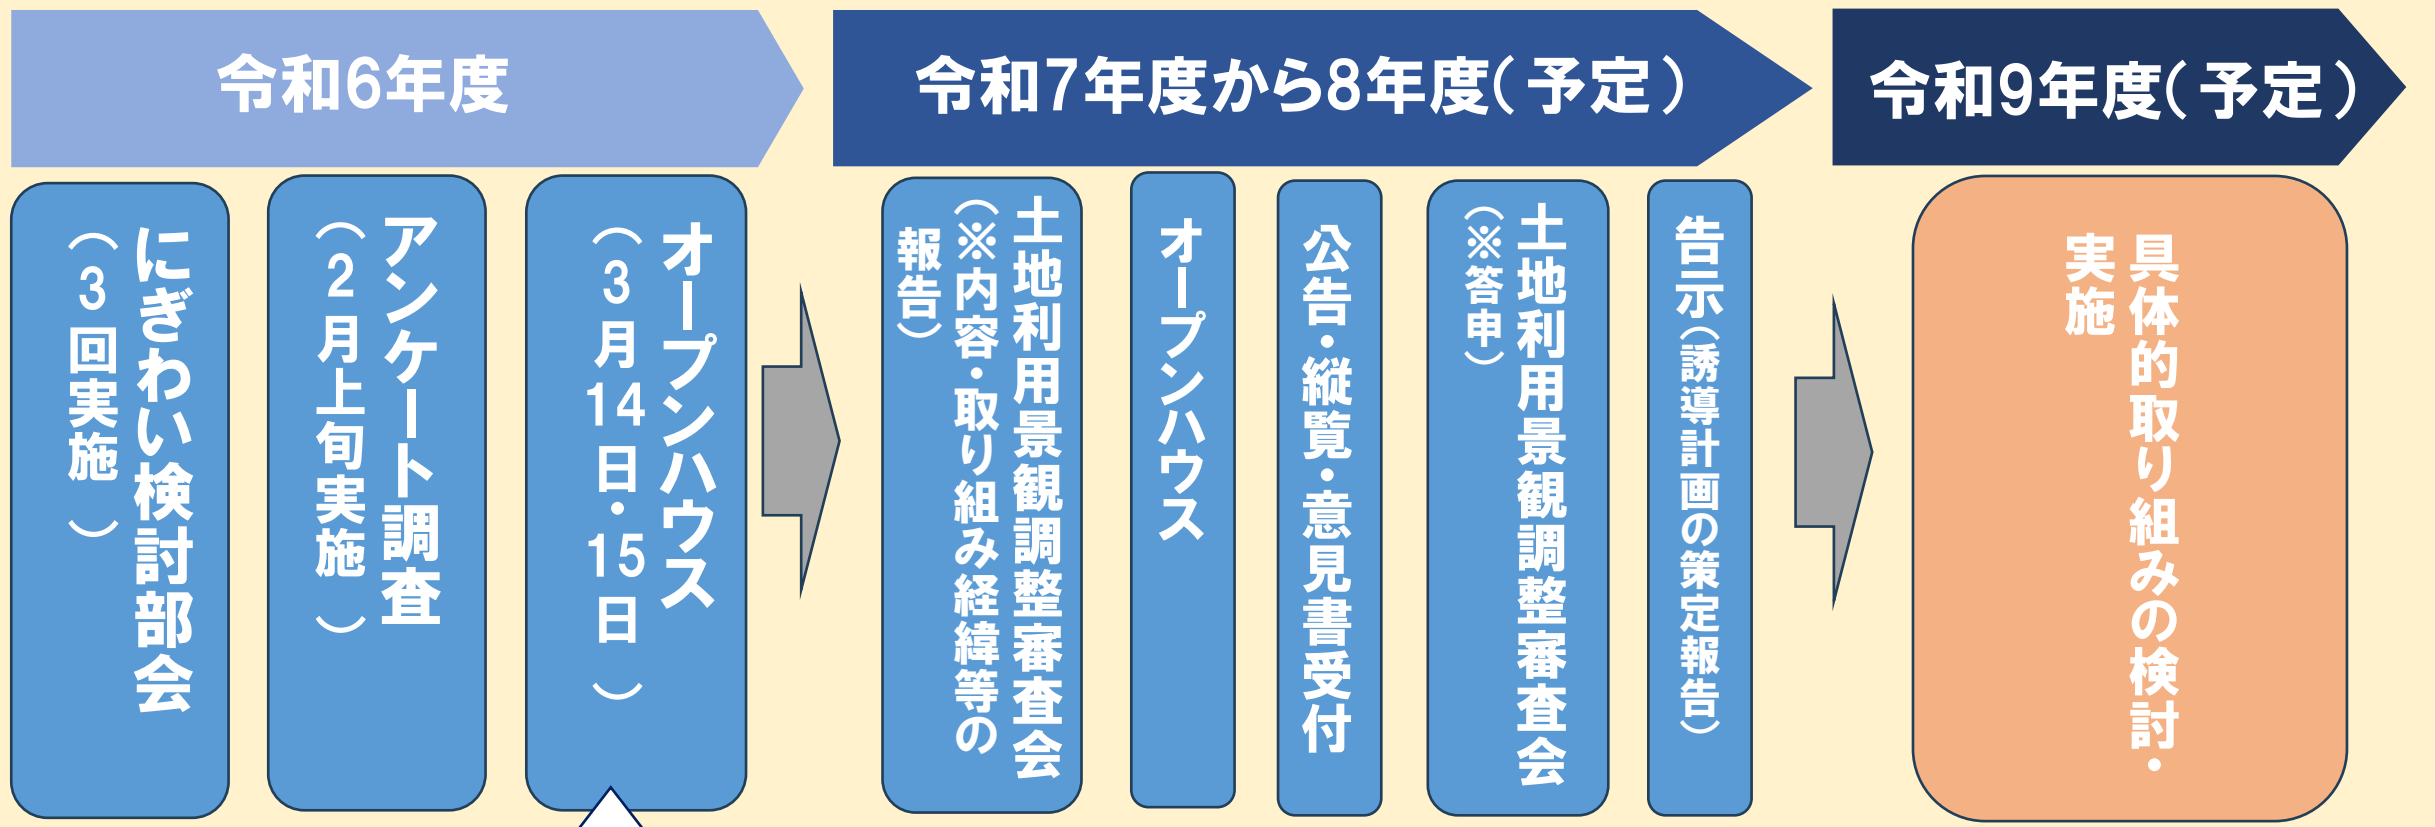 令和6年度
令和7年度から8年度(予定)
令和9年度(予定)
にぎわい検討部会
(3回実施)
アンケート調査
(2月上旬実施)
オープンハウス
(3月14日・15日)
土地利用景観調整審査会
(※内容・取り組み経緯等の
報告)
オープンハウス
公告・縦覧・意見書受付
土地利用景観調整審査会
(※答申)
告示(誘導計画の策定報告)
具体的取り組みの検討・
実施